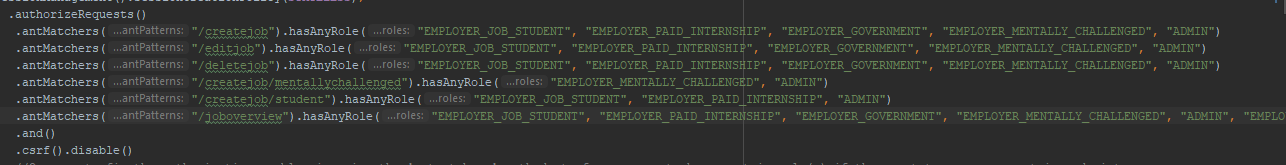 .authorizeRequests()
.antMatchers( ...antPatterns: "/createjob").hasAnyRole( ...roles: "EMPLOYER_JOB_STUDENT", "EMPLOYER_PAID_INTERNSHIP", "EMPLOYER_GOVERNMENT", "EMPLOYER_MENTALLY_CHALLENGED", "ADMIN")
.antMatchers( ...antPatterns: "/editjob").hasAnyRole( ...roles: "EMPLOYER_JOB_STUDENT", "EMPLOYER_PAID_INTERNSHIP", "EMPLOYER_GOVERNMENT", "EMPLOYER_MENTALLY_CHALLENGED", "ADMIN")
.antMatchers( ...antPatterns: "/deletejob").hasAnyRole( ...roles: "EMPLOYER_JOB_STUDENT", "EMPLOYER_PAID_INTERNSHIP", "EMPLOYER_GOVERNMENT", "EMPLOYER_MENTALLY_CHALLENGED", "ADMIN")
.antMatchers( ...antPatterns: "/createjob/mentallychallenged").hasAnyRole( ...roles: "EMPLOYER_MENTALLY_CHALLENGED", "ADMIN")
.antMatchers( ...antPatterns: "/createjob/student").hasAnyRole( ...roles: "EMPLOYER_JOB_STUDENT", "EMPLOYER_PAID_INTERNSHIP", "ADMIN")
.antMatchers( ...antPatterns: "/joboverview").hasAnyRole( ...roles: "EMPLOYER_JOB_STUDENT", "EMPLOYER_PAID_INTERNSHIP", "EMPLOYER_GOVERNMENT", "EMPLOYER_MENTALLY_CHALLENGED", "ADMIN", "EMPLO
.and()
.csrf().disable()